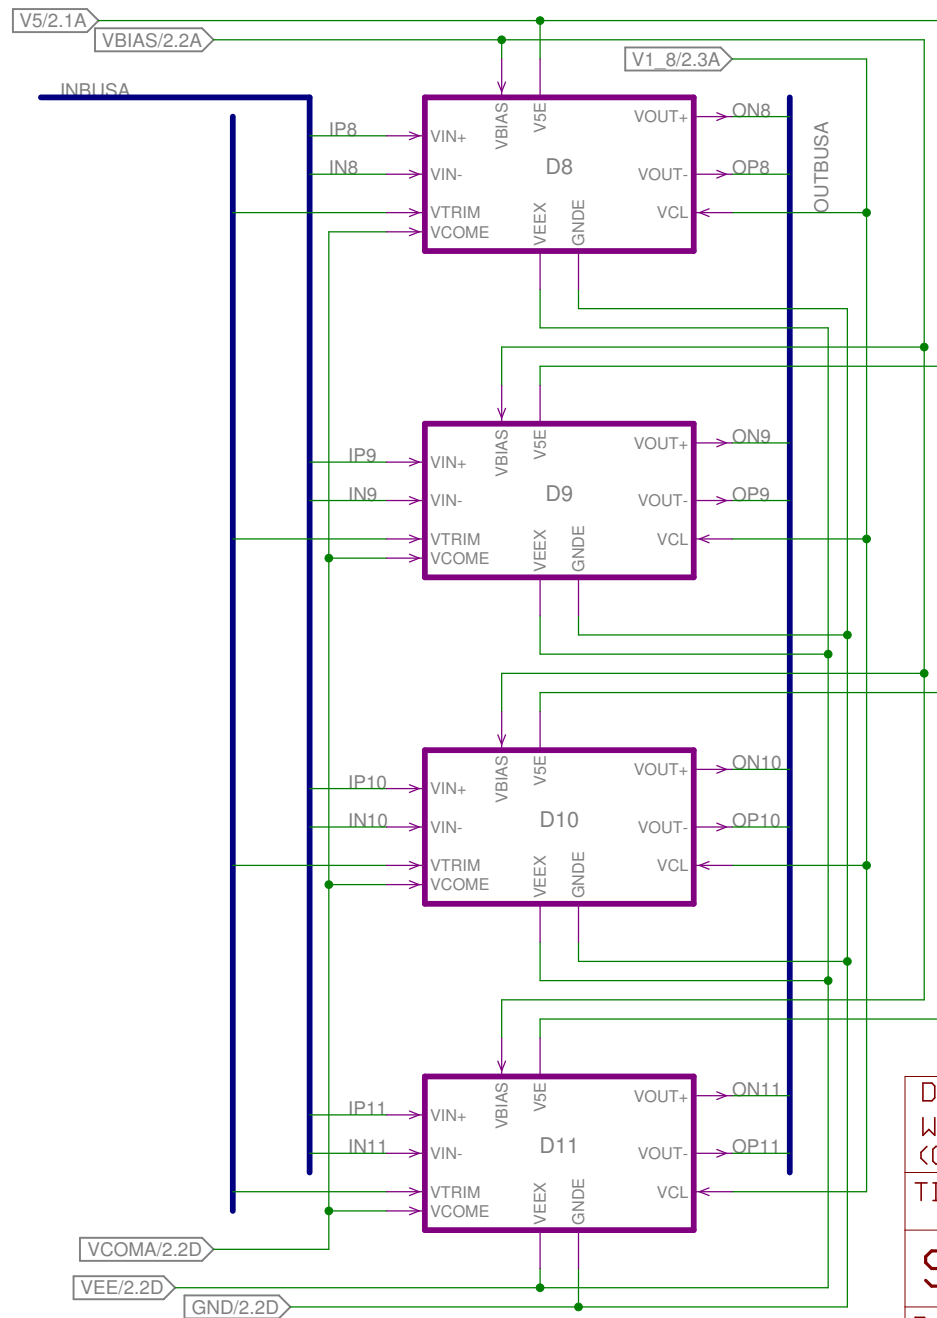 V5/2.1A
VBIAS/2.2A
V1_8/2.3A
INBUSA
OUTBUSA
IP8
IN8
VIN+
VIN-
VTRIM
VCOME
VBIAS
V5E
D8
VEEX
GNDE
VOUT+
VOUT-
VCL
ON8
OP8
IP9
IN9
VIN+
VIN-
VTRIM
VCOME
VBIAS
V5E
D9
VEEX
GNDE
VOUT+
VOUT-
VCL
ON9
OP9
IP10
IN10
VIN+
VIN-
VTRIM
VCOME
VBIAS
V5E
D10
VEEX
GNDE
VOUT+
VOUT-
VCL
ON10
OP10
IP11
IN11
VIN+
VIN-
VTRIM
VCOME
VBIAS
V5E
D11
VEEX
GNDE
VOUT+
VOUT-
VCL
ON11
OP11
VCOMA/2.2D
VEE/2.2D
GND/2.2D
D
W
TI